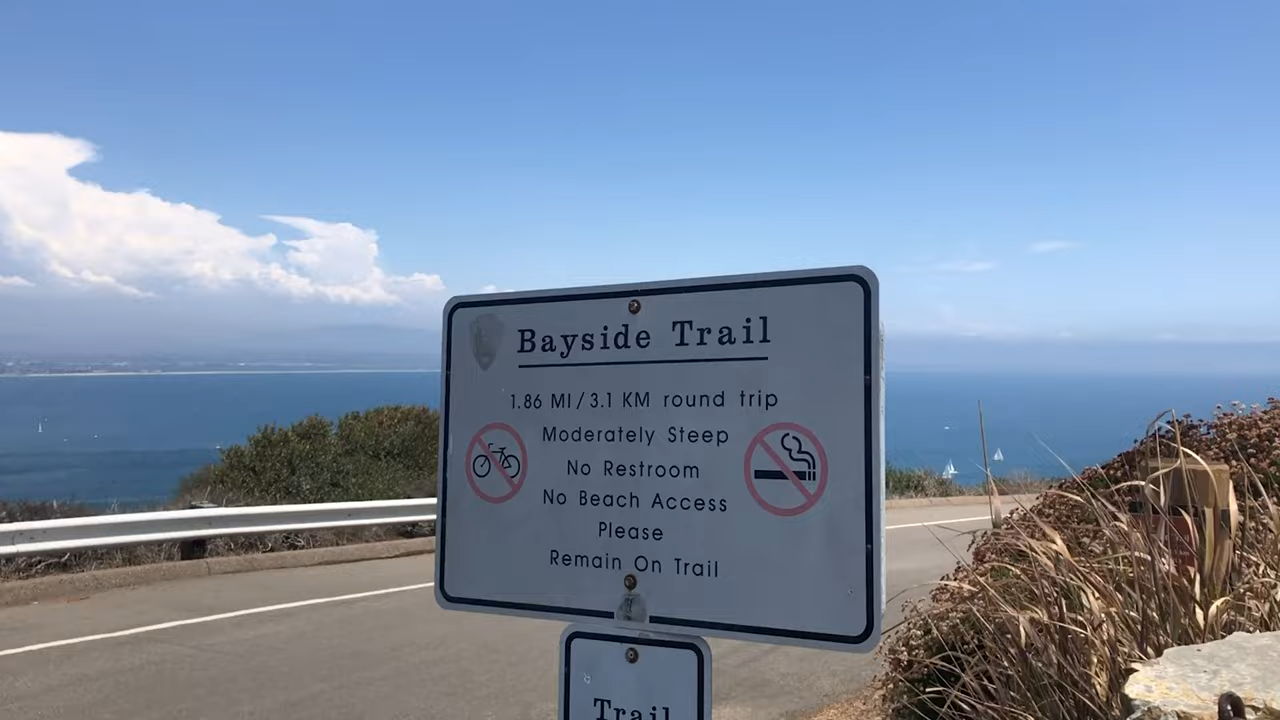 Bayside Trail
1.86 MI/3.1 KM round trip
Moderately Steep
No Restroom
No Beach Access
Please
Remain On Trail
Trail